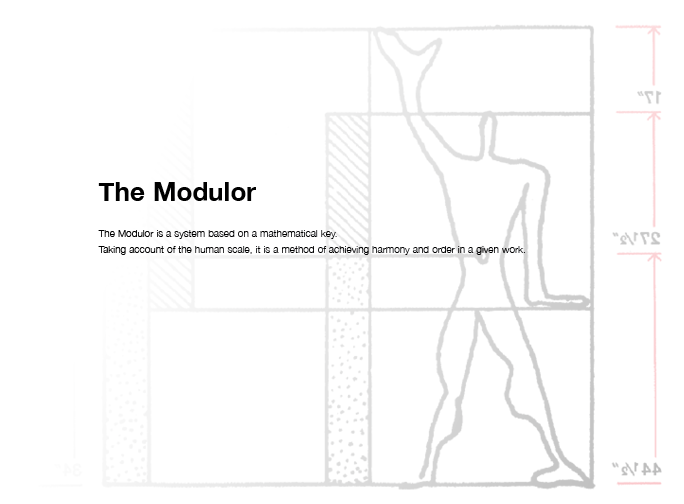 The Modulor
The Modulor is a system based on a mathematical key.
Taking account of the human scale, it is a method of achieving harmony and order in a given work.
17"
27½"
44½"